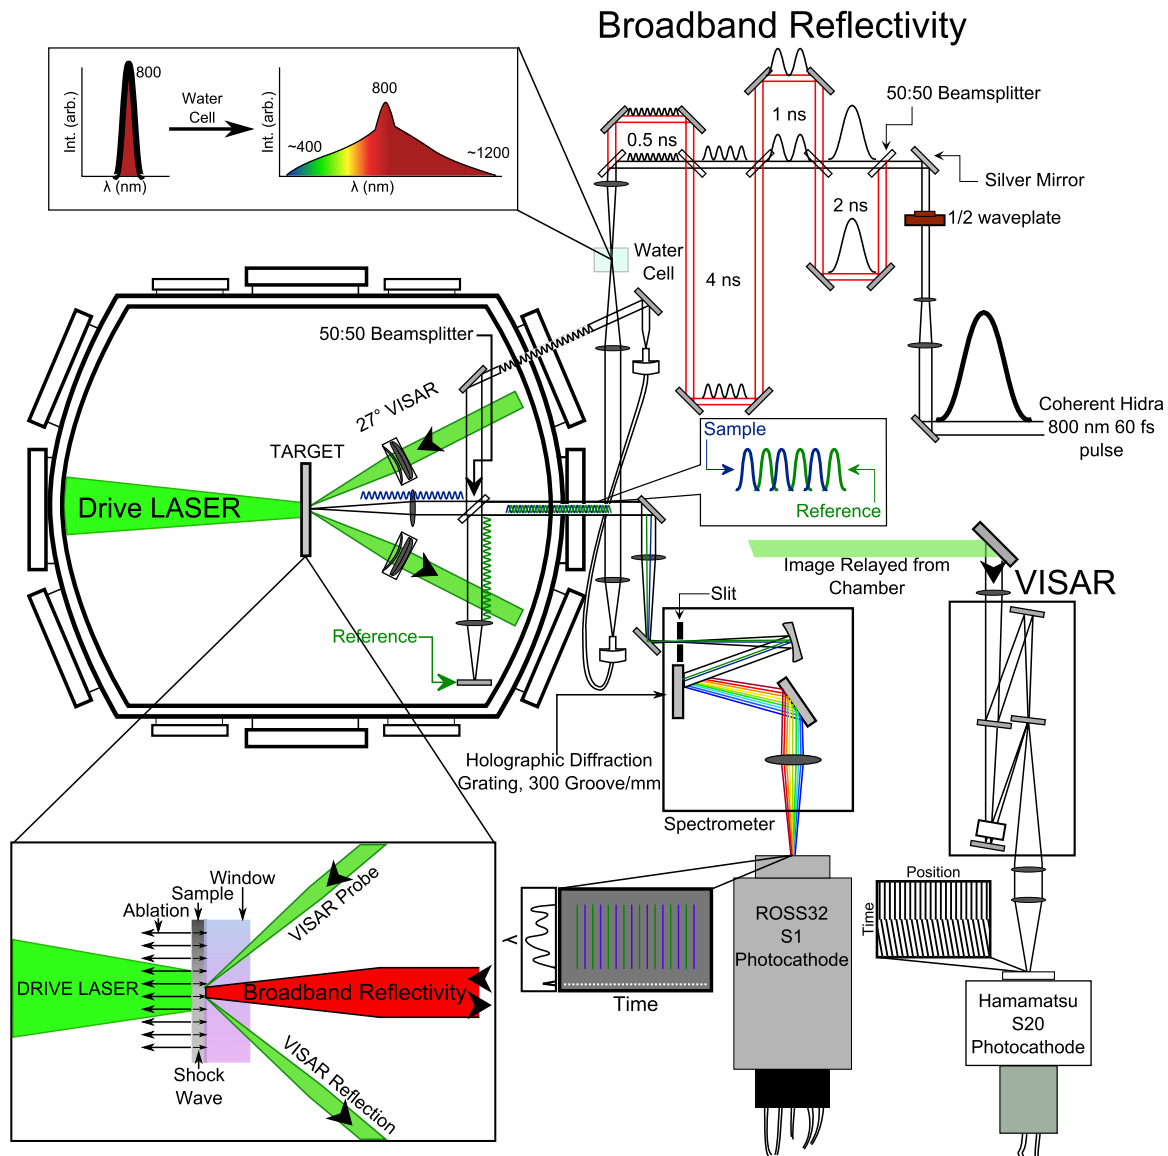 Broadband Reflectivity
Int. (arb.)
800
λ (nm)
Water
Cell
Int. (arb.)
800
~400
~1200
λ (nm)
0.5 ns
1 ns
50:50 Beamsplitter
Silver Mirror
2 ns
1/2 waveplate
Water
Cell
4 ns
50:50 Beamsplitter
27° VISAR
TARGET
Drive LASER
Coherent Hidra
800 nm 60 fs
pulse
Sample
Reference
Image Relayed from
Chamber
VISAR
Slit
Reference
Holographic Diffraction
Grating, 300 Groove/mm
Spectrometer
Window
Sample
Ablation
VISAR Probe
DRIVE LASER
Broadband Reflectivity
VISAR Reflection
Shock
Wave
λ
Time
ROSS32
S1
Photocathode
Position
Time
Hamamatsu
S20
Photocathode